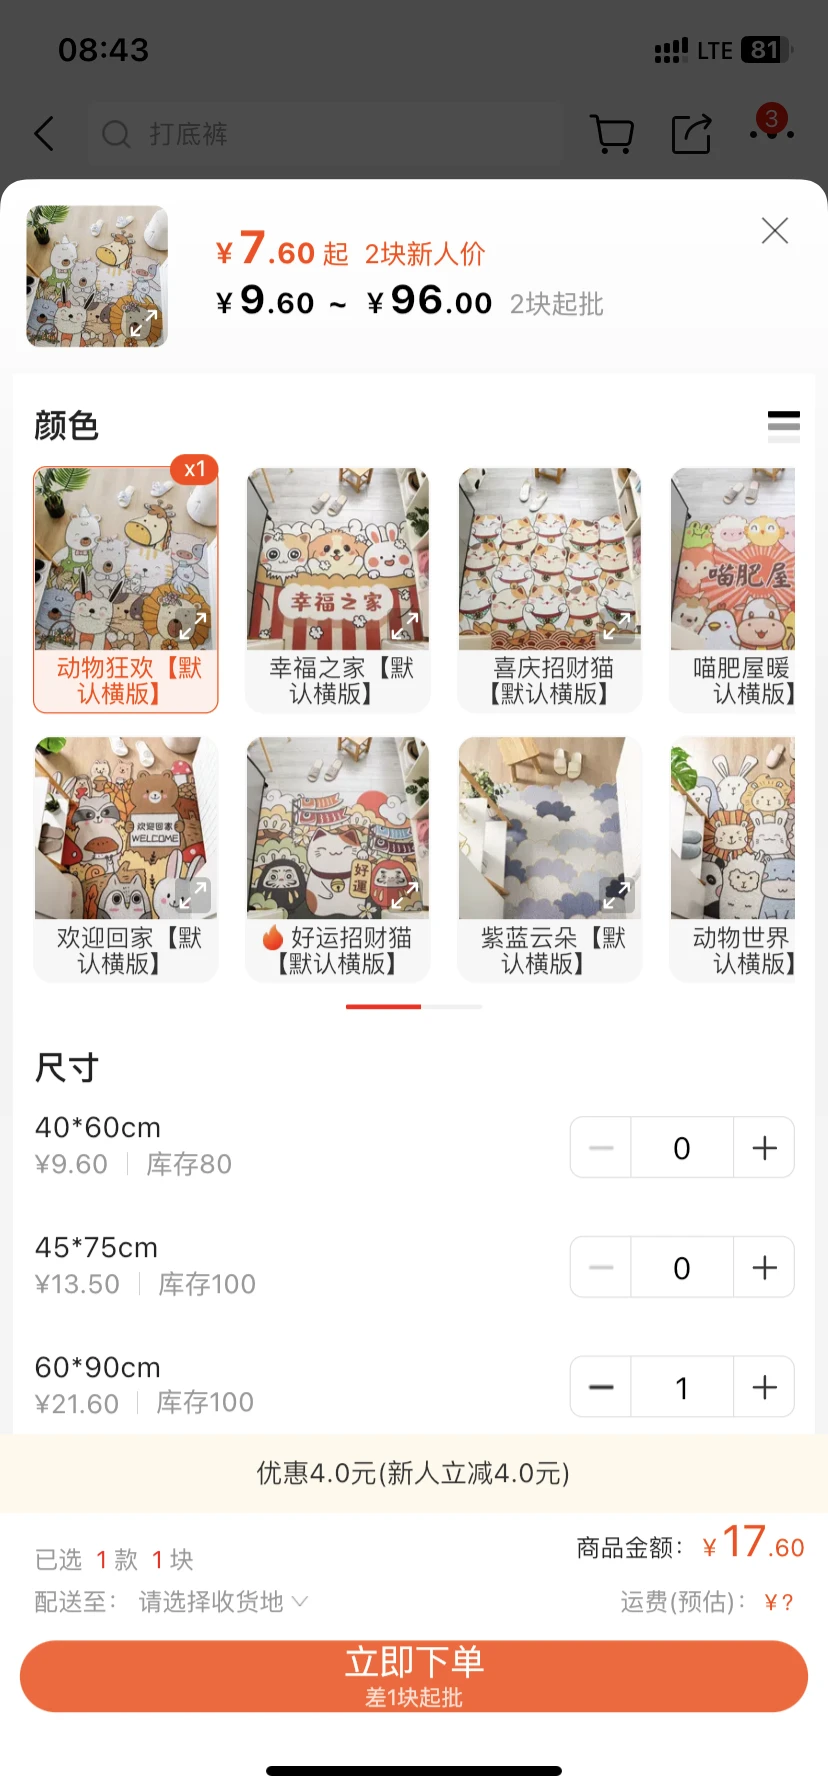 08:43
LTE 81
打底裤
3
¥7.60起 2块新人价
¥9.60 ~ ¥96.00 2块起批
颜色
x1
幸福之家
喵肥屋
动物狂欢【默
认横版】
幸福之家【默
认横版】
喜庆招财猫
【默认横版】
喵肥屋暖
认横版】
欢迎回家
WELCOME
好運
欢迎回家【默
认横版】
🔥好运招财猫
【默认横版】
紫蓝云朵【默
认横版】
动物世界
认横版】
尺寸
40*60cm
¥9.60 | 库存80
0
45*75cm
¥13.50 | 库存100
0
60*90cm
¥21.60 | 库存100
1
优惠4.0元(新人立减4.0元)
已选 1款 1块
商品金额: ¥17.60
配送至: 请选择收货地
运费(预估): ¥?
立即下单
差1块起批